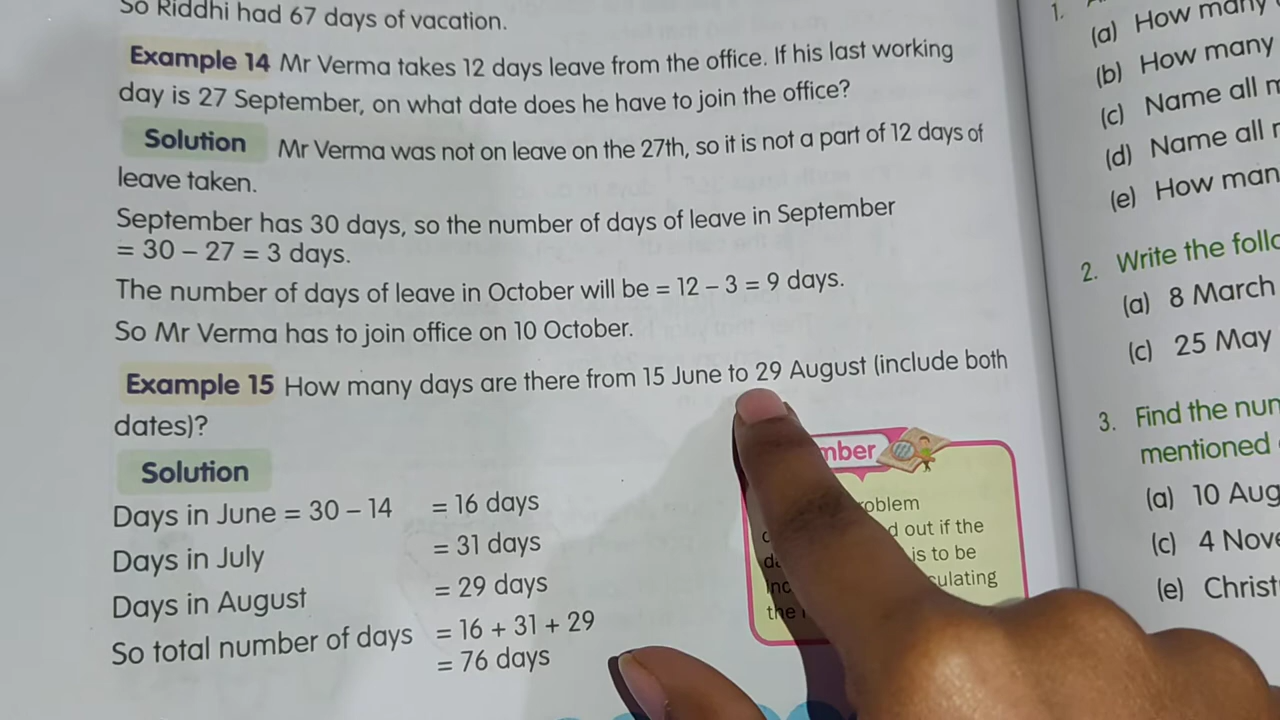 So Riddhi had 67 days of vacation.
Example 14 Mr Verma takes 12 days leave from the office. If his last working
day is 27 September, on what date does he have to join the office?
Solution Mr Verma was not on leave on the 27th, so it is not a part of 12 days of
leave taken.
September has 30 days, so the number of days of leave in September
= 30 – 27 = 3 days.
The number of days of leave in October will be = 12 – 3 = 9 days.
So Mr Verma has to join office on 10 October.
Example 15 How many days are there from 15 June to 29 August (include both
dates)?
Solution
Days in June = 30 – 14 = 16 days
Days in July = 31 days
Days in August = 29 days
So total number of days = 16 + 31 + 29
= 76 days
out if the
is to be
the
1.
(a) How many
(b) How many
(c) Name all
(d) Name all
(e) How
2. Write the
(a) 8 March
(c) 25 May
3. Find the
mentioned
(a) 10
(c) 4
(e)